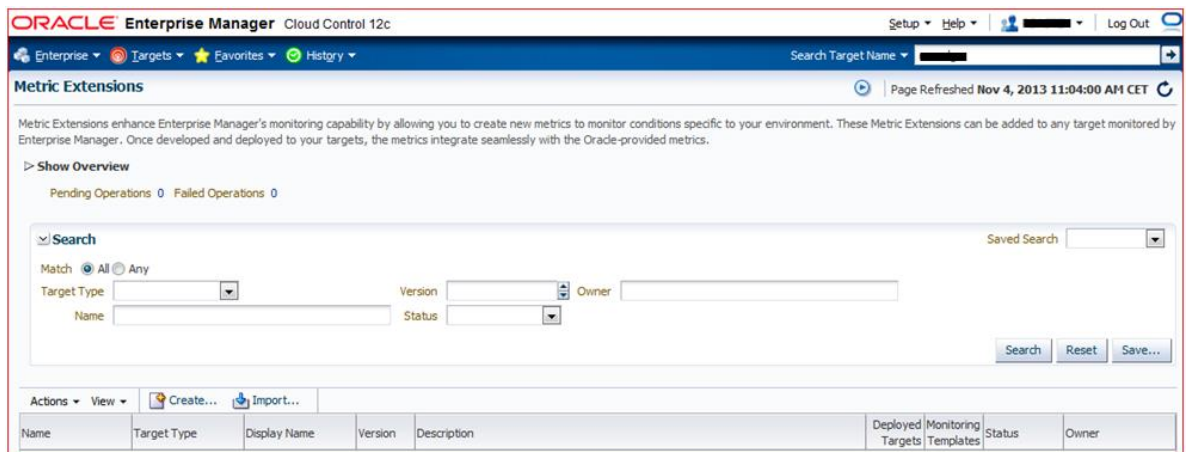 ORACLE Enterprise Manager Cloud Control 12c
Setup Help Log Out
Enterprise Targets Favorites History Search Target Name
Metric Extensions
Page Refreshed Nov 4, 2013 11:04:00 AM CET
Metric Extensions enhance Enterprise Manager's monitoring capability by allowing you to create new metrics to monitor conditions specific to your environment. These Metric Extensions can be added to any target monitored by
Enterprise Manager. Once developed and deployed to your targets, the metrics integrate seamlessly with the Oracle-provided metrics.
Show Overview
Pending Operations 0 Failed Operations 0
Search
Saved Search
Match All Any
Target Type Version Owner
Name Status
Search Reset Save...
Actions View Create... Import...
Name Target Type Display Name Version Description Deployed Targets Monitoring Templates Status Owner